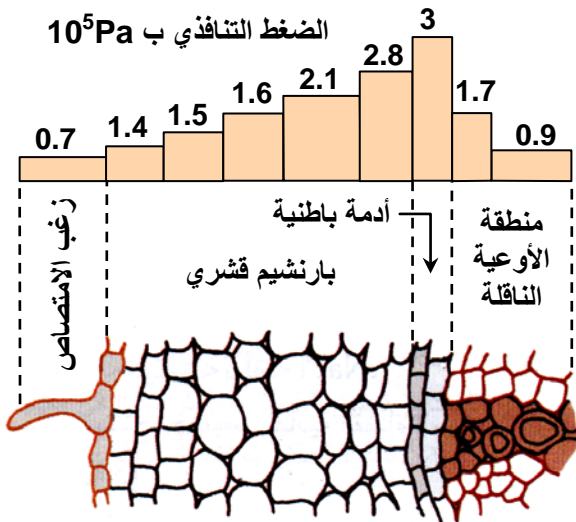 الضغط التنافذي ب 10⁵Pa
0.7
1.4
1.5
1.6
2.1
2.8
3
1.7
0.9
زغب الامتصاص
بارنشيم قشري
أدمة باطنية
منطقة
الأوعية
الناقلة